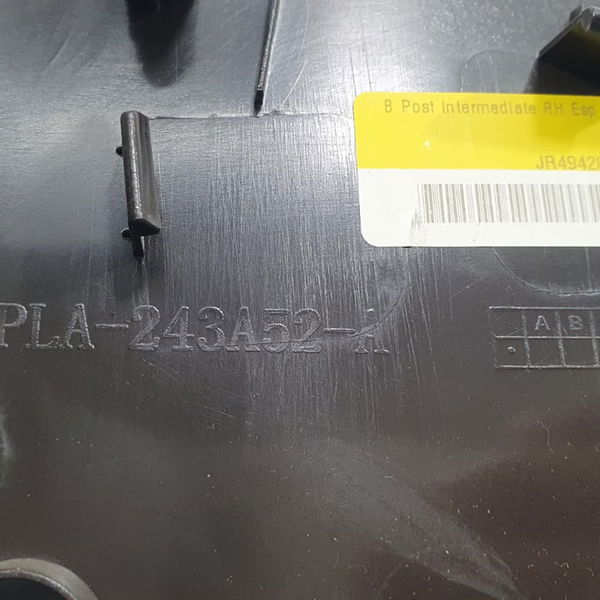 B Post Intermediate RH Esp
JR49420
PLA-243A52-A
A B